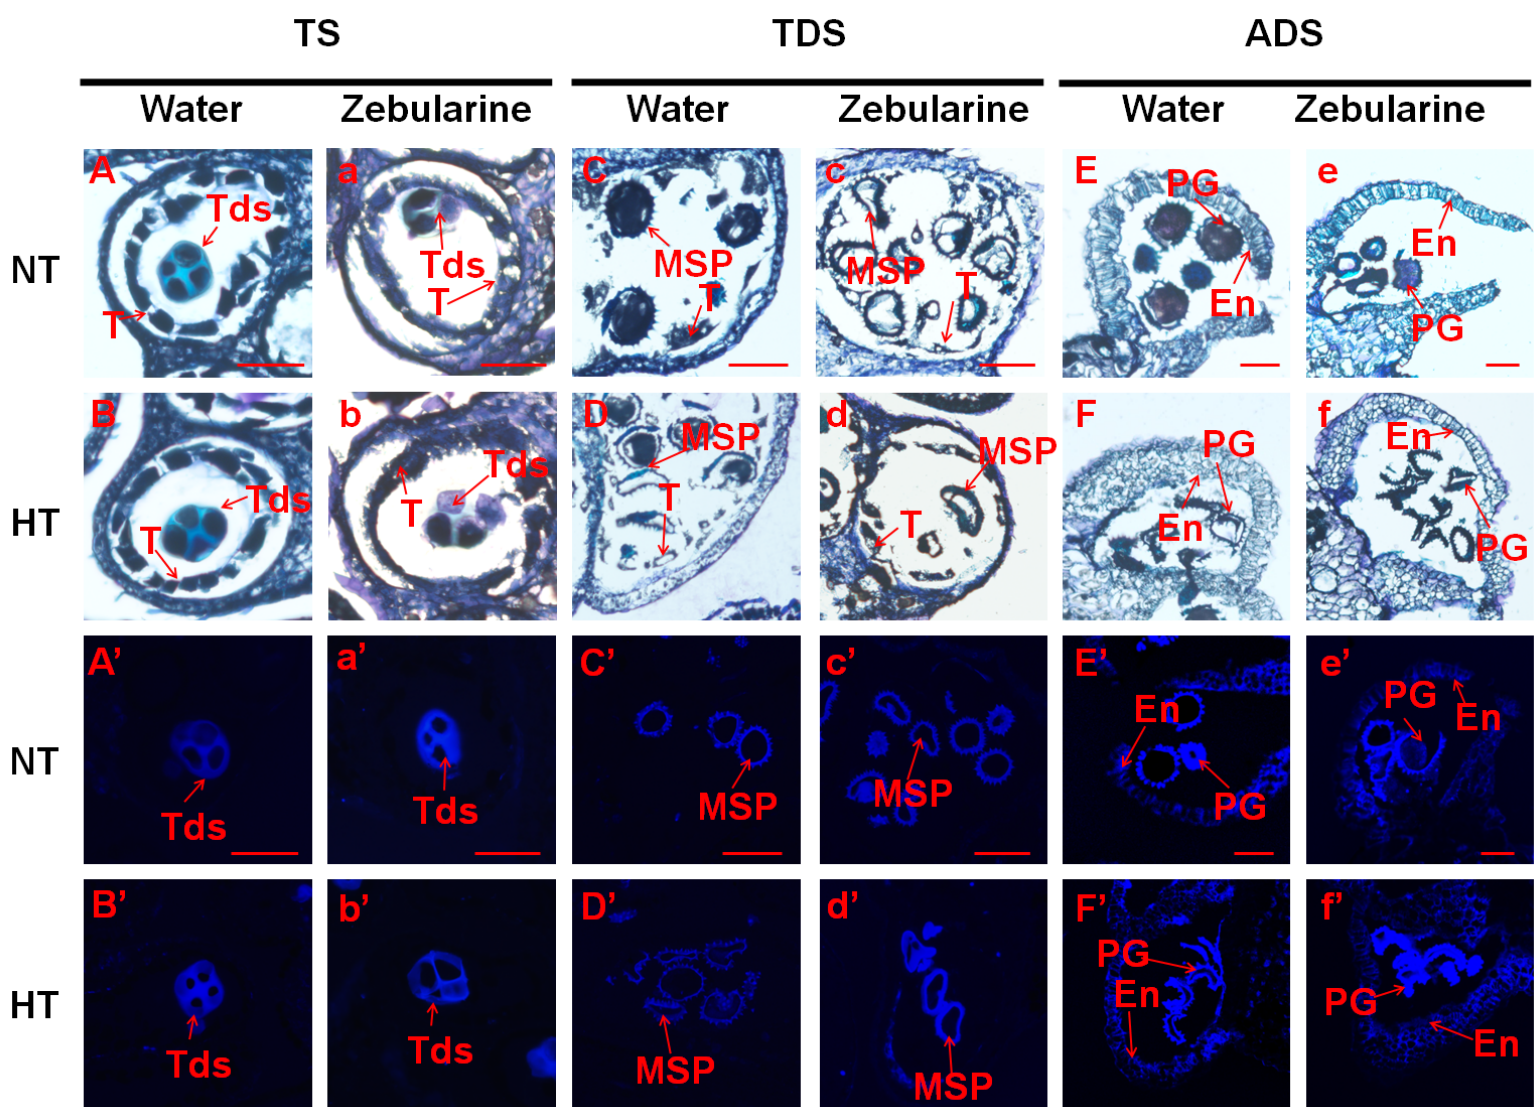 TS TDS ADS
Water Zebularine Water Zebularine Water Zebularine
NT
A Tds T
a Tds T
C MSP T
c MSP T
E PG En
e En PG
HT
B Tds T
b Tds T
D MSP T
d MSP T
F PG En
f En PG
NT
A’ Tds
a’ Tds
C’ MSP
c’ MSP
E’ En PG
e’ PG En
HT
B’ Tds
b’ Tds
D’ MSP
d’ MSP
F’ PG En
f’ PG En